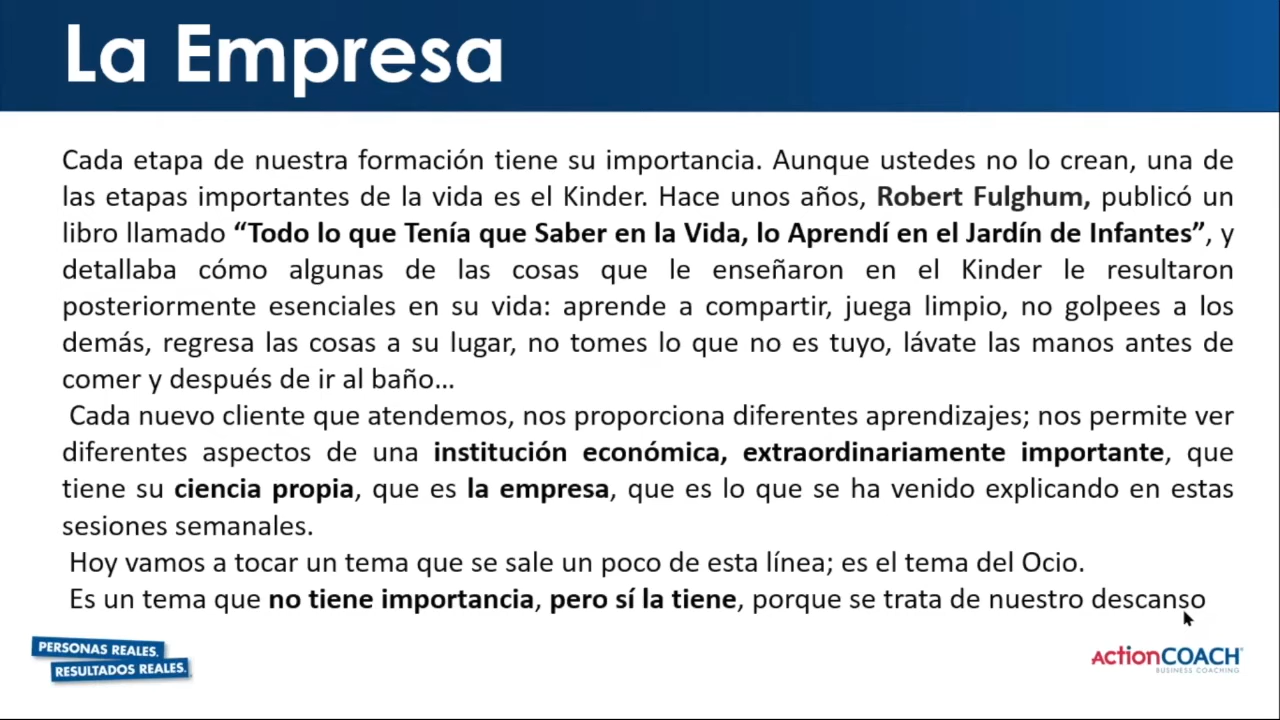 La Empresa
Cada etapa de nuestra formación tiene su importancia. Aunque ustedes no lo crean, una de
las etapas importantes de la vida es el Kinder. Hace unos años, Robert Fulghum, publicó un
libro llamado “Todo lo que Tenía que Saber en la Vida, lo Aprendí en el Jardín de Infantes”, y
detallaba cómo algunas de las cosas que le enseñaron en el Kinder le resultaron
posteriormente esenciales en su vida: aprende a compartir, juega limpio, no golpees a los
demás, regresa las cosas a su lugar, no tomes lo que no es tuyo, lávate las manos antes de
comer y después de ir al baño…
Cada nuevo cliente que atendemos, nos proporciona diferentes aprendizajes; nos permite ver
diferentes aspectos de una institución económica, extraordinariamente importante, que
tiene su ciencia propia, que es la empresa, que es lo que se ha venido explicando en estas
sesiones semanales.
Hoy vamos a tocar un tema que se sale un poco de esta línea; es el tema del Ocio.
Es un tema que no tiene importancia, pero sí la tiene, porque se trata de nuestro descanso
PERSONAS REALES.
RESULTADOS REALES.
ActionCOACH
BUSINESS COACHING